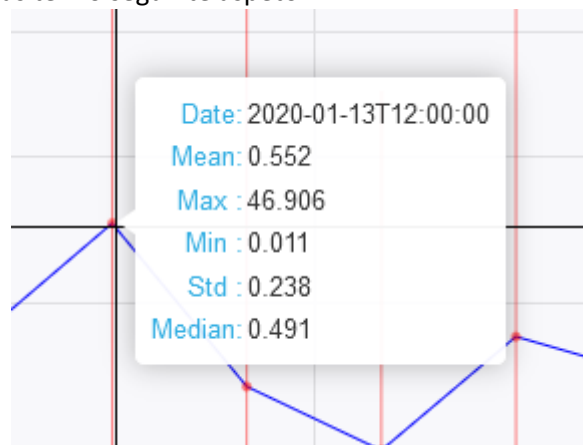 Date: 2020-01-13T12:00:00
Mean: 0.552
Max : 46.906
Min : 0.011
Std : 0.238
Median: 0.491